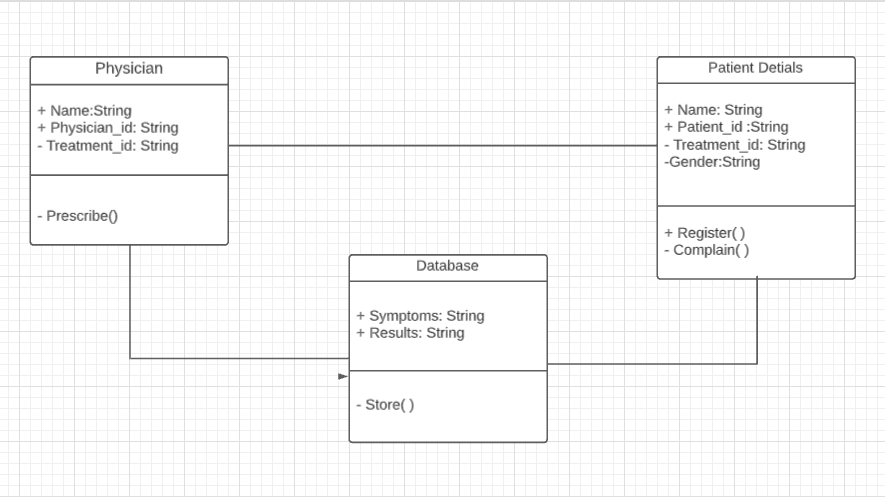 Physician
+ Name:String
+ Physician_id: String
- Treatment_id: String
- Prescribe()
Patient Detials
+ Name: String
+ Patient_id :String
- Treatment_id: String
-Gender:String
+ Register( )
- Complain( )
Database
+ Symptoms: String
+ Results: String
- Store( )